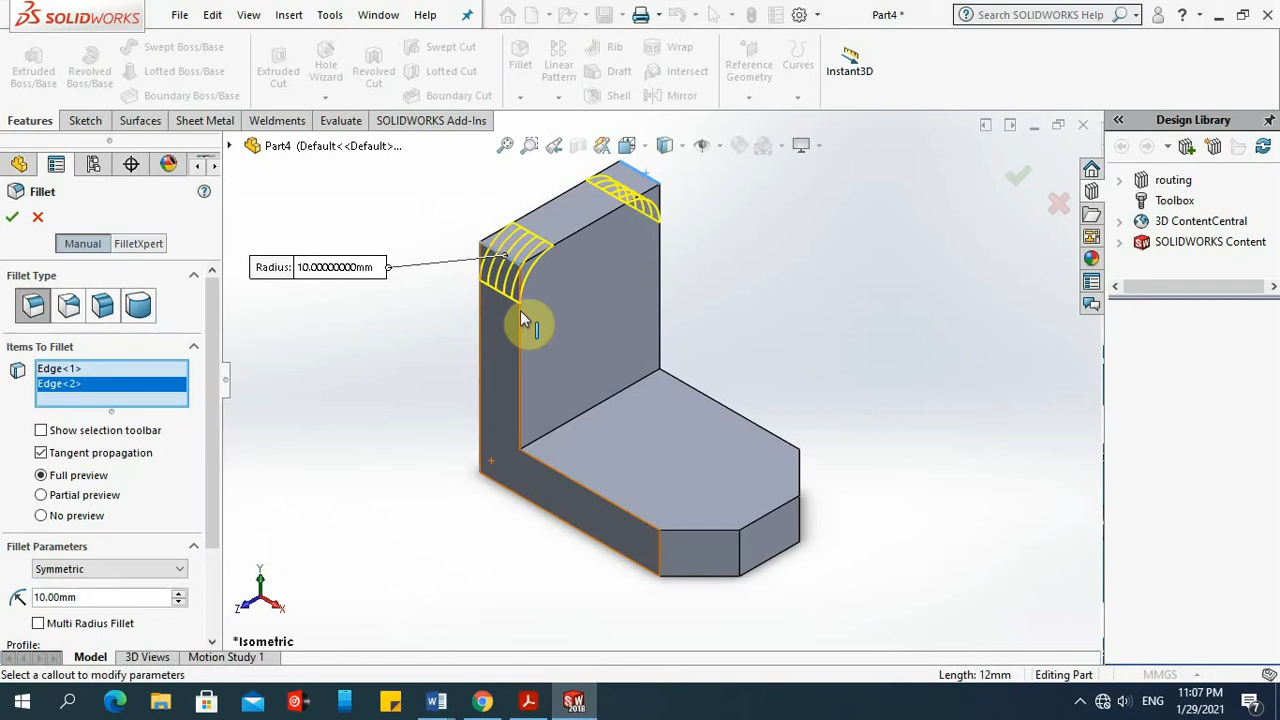 SOLIDWORKS File Edit View Insert Tools Window Help Part4 * Search SOLIDWORKS Help ?
Extruded Boss/Base
Revolved Boss/Base
Swept Boss/Base
Lofted Boss/Base
Boundary Boss/Base
Extruded Cut
Hole Wizard
Revolved Cut
Swept Cut
Lofted Cut
Boundary Cut
Fillet
Linear Pattern
Rib
Draft
Shell
Wrap
Intersect
Mirror
Reference Geometry
Curves
Instant3D
Features Sketch Surfaces Sheet Metal Weldments Evaluate SOLIDWORKS Add-Ins
Part4 (Default<<Default>...
Fillet
Manual FilletXpert
Fillet Type
Items To Fillet
Edge<1>
Edge<2>
Show selection toolbar
Tangent propagation
Full preview
Partial preview
No preview
Fillet Parameters
Symmetric
10.00mm
Multi Radius Fillet
Profile:
Radius: 10.00000000mm
Y
Z
X
*Isometric
Design Library
routing
Toolbox
3D ContentCentral
SOLIDWORKS Content
Model 3D Views Motion Study 1
Select a callout to modify parameters Length: 12mm Editing Part MMGS
SW
2018
ENG
11:07 PM
1/29/2021
7